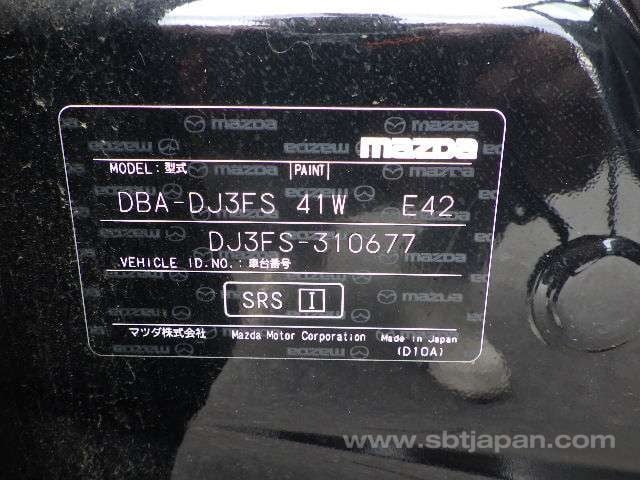 mazda
MODEL: 型式 PAINT
DBA-DJ3FS 41W E42
DJ3FS-310677
VEHICLE ID.NO.: 車台番号
SRS I
マツダ株式会社 Mazda Motor Corporation Made in Japan
(D10A)
www.sbtjapan.com